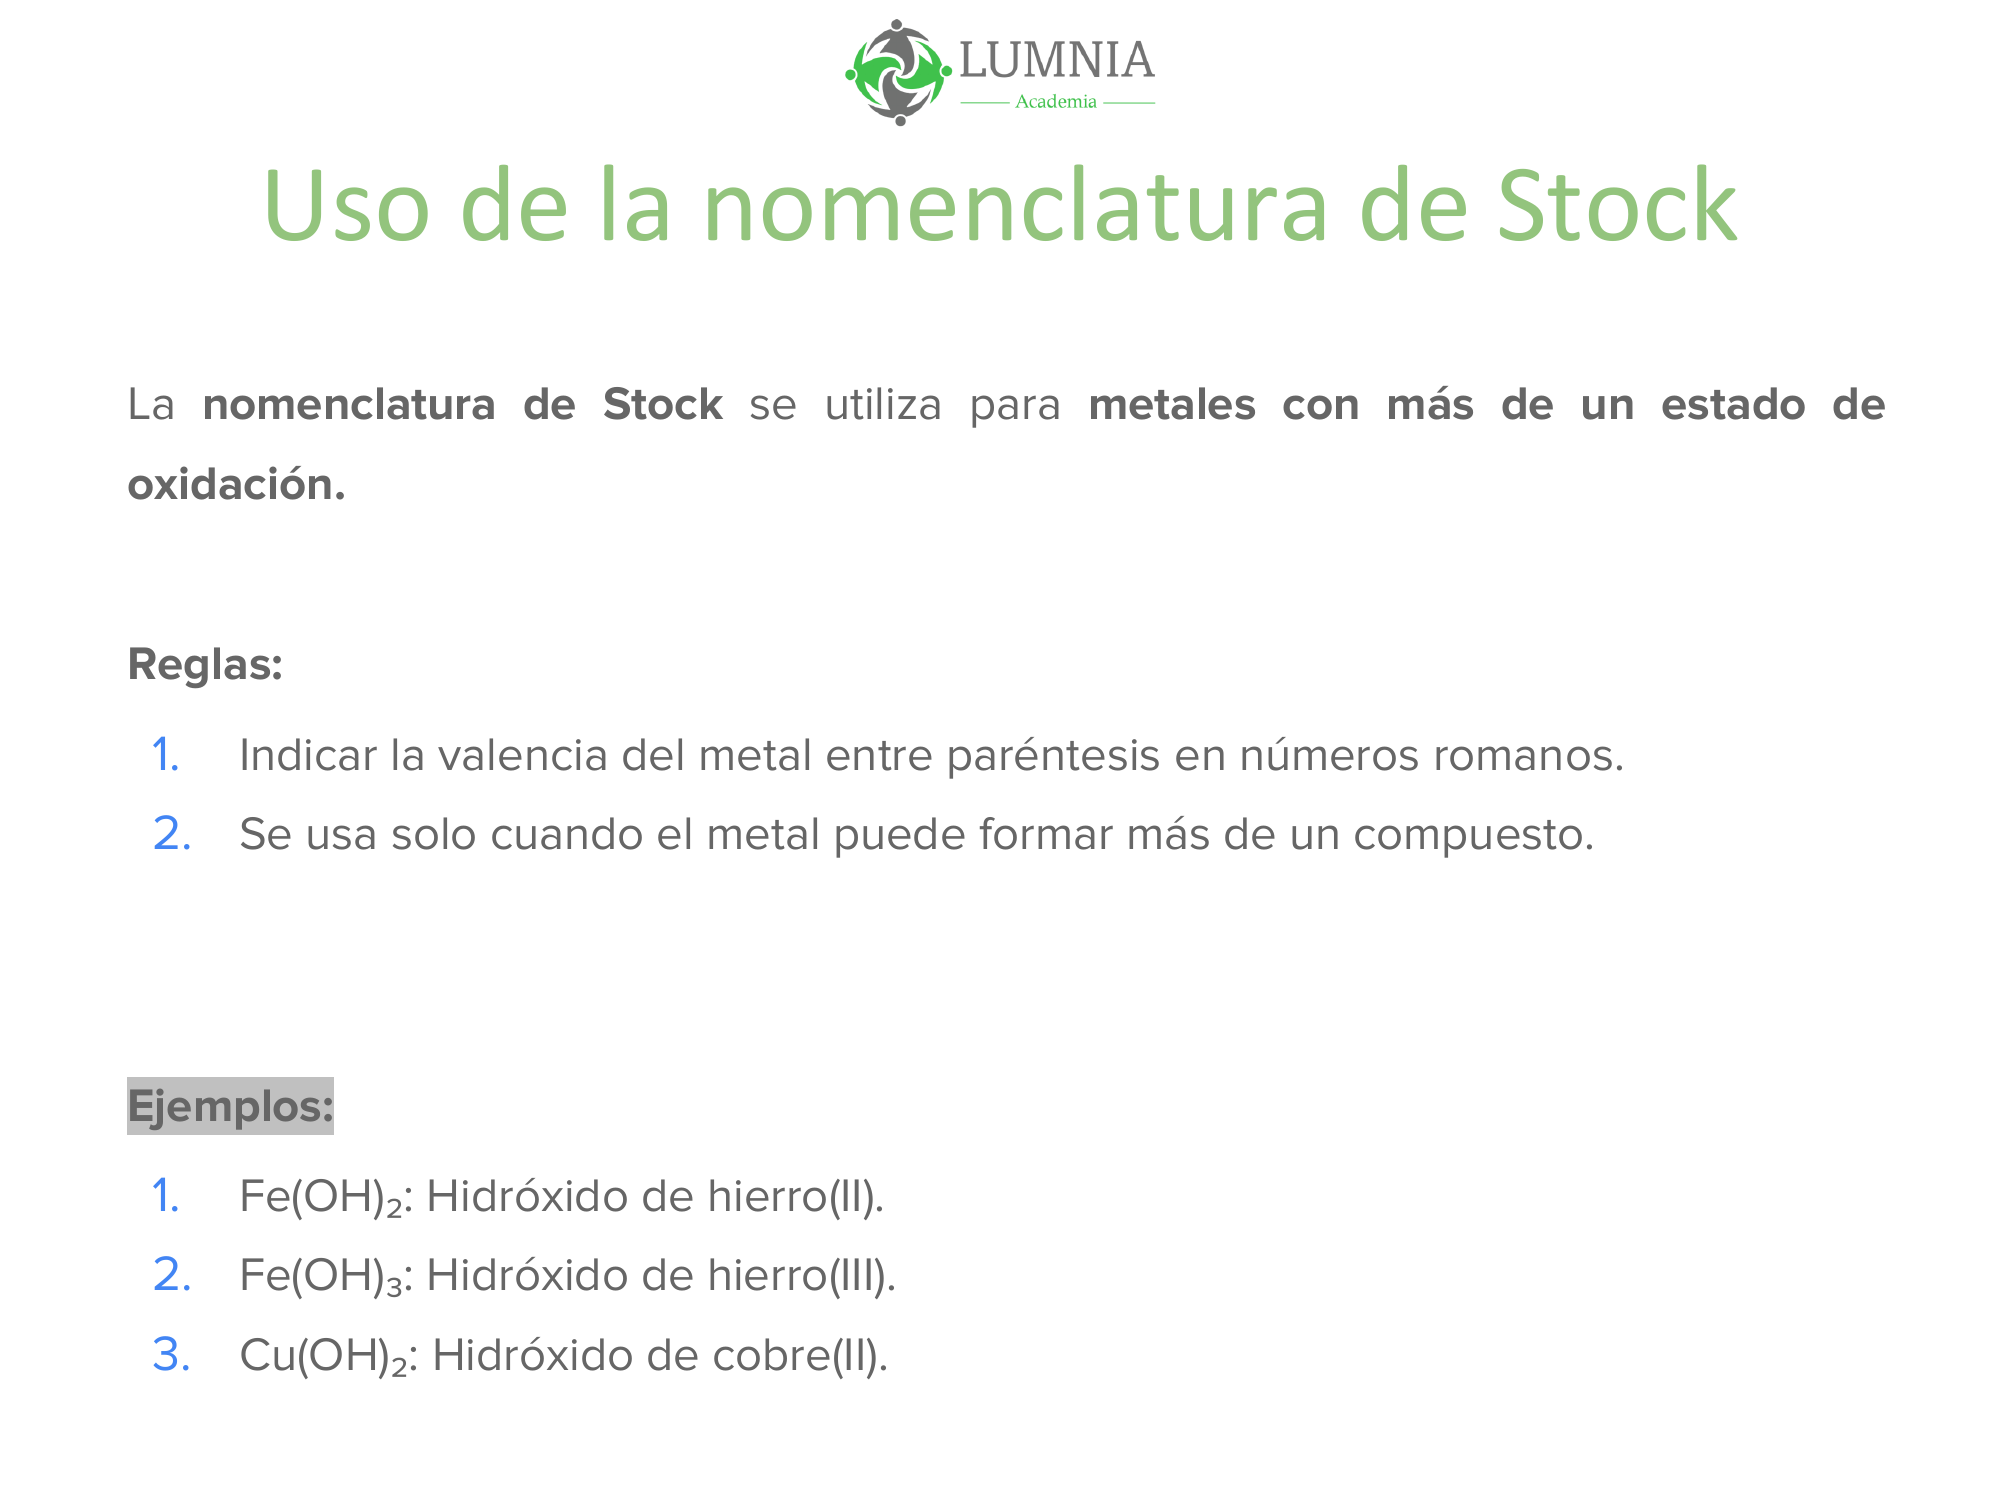 LUMNIA
Academia
Uso de la nomenclatura de Stock
La nomenclatura de Stock se utiliza para metales con más de un estado de
oxidación.
Reglas:
1. Indicar la valencia del metal entre paréntesis en números romanos.
2. Se usa solo cuando el metal puede formar más de un compuesto.
Ejemplos:
1. Fe(OH)₂: Hidróxido de hierro(II).
2. Fe(OH)₃: Hidróxido de hierro(III).
3. Cu(OH)₂: Hidróxido de cobre(II).